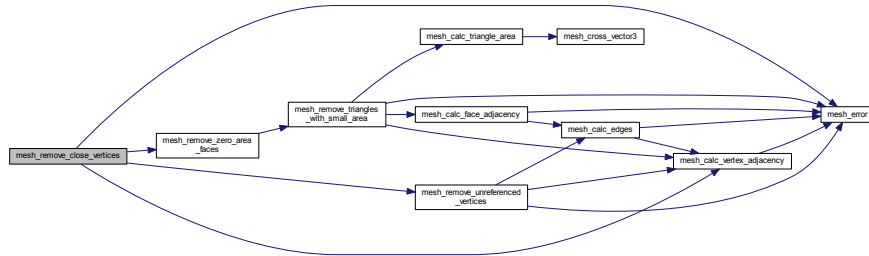 mesh_calc_triangle_area
mesh_cross_vector3
mesh_remove_triangles
_with_small_area
mesh_calc_face_adjacency
mesh_error
mesh_calc_edges
mesh_remove_zero_area
_faces
mesh_remove_close_vertices
mesh_calc_vertex_adjacency
mesh_remove_unreferenced
_vertices